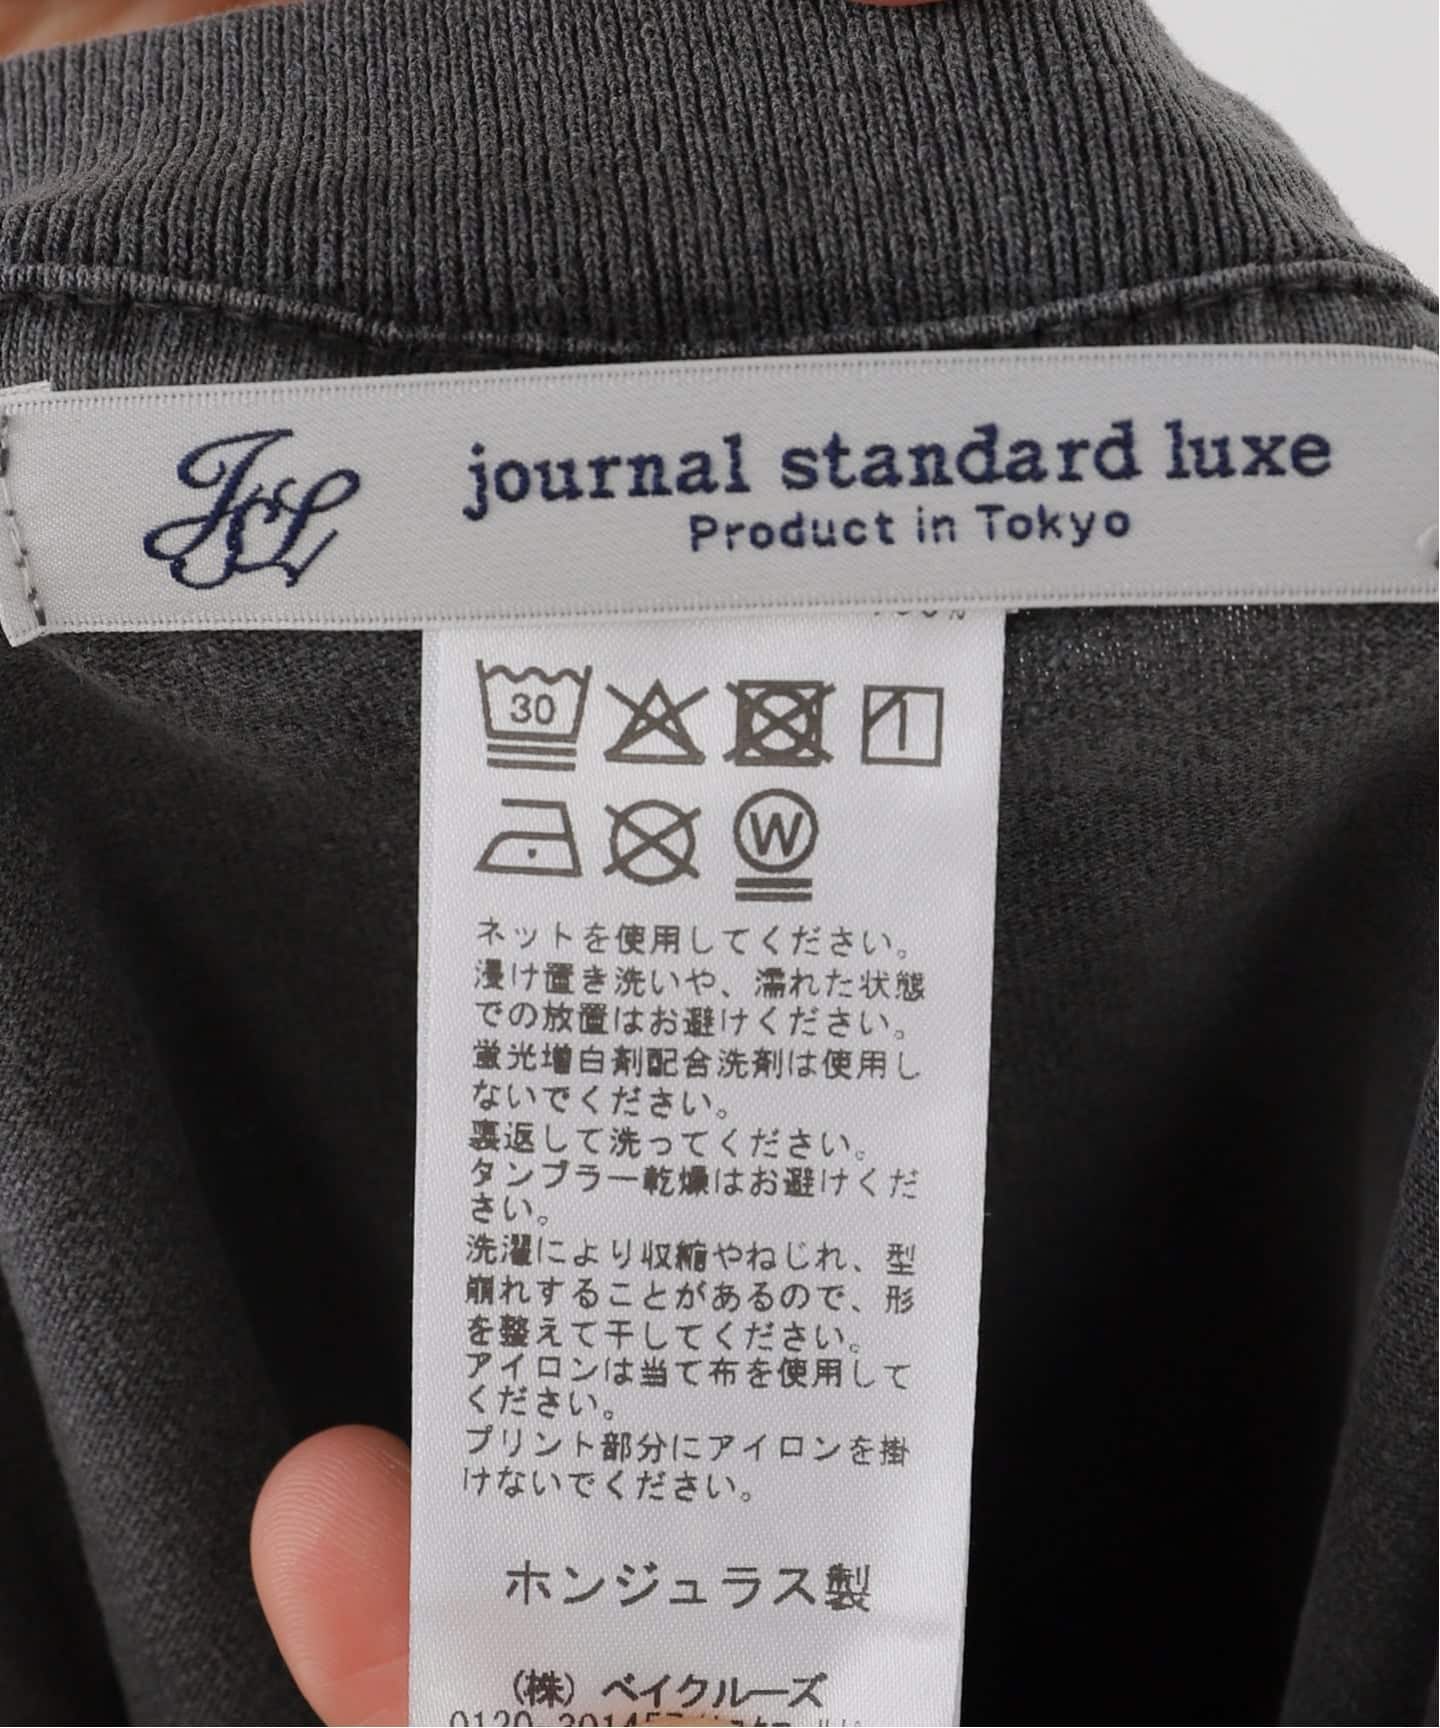 JSL
journal standard luxe
Product in Tokyo
30
W
ネットを使用してください。
浸け置き洗いや、濡れた状態
での放置はお避けください。
蛍光増白剤配合洗剤は使用し
ないでください。
裏返して洗ってください。
タンブラー乾燥はお避けくだ
さい。
洗濯により収縮やねじれ、型
崩れすることがあるので、形
を整えて干してください。
アイロンは当て布を使用して
ください。
プリント部分にアイロンを掛
けないでください。
ホンジュラス製
(株) ベイクルーズ
0120-301457